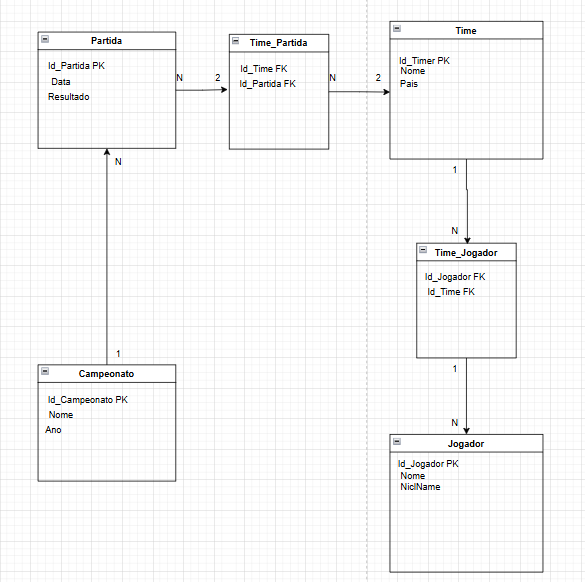 Partida
Id_Partida PK
Data
Resultado
N
2
Time_Partida
Id_Time FK
Id_Partida FK
N
2
Time
Id_Timer PK
Nome
Pais
1
N
Time_Jogador
Id_Jogador FK
Id_Time FK
1
N
Jogador
Id_Jogador PK
Nome
NiclName
N
1
Campeonato
Id_Campeonato PK
Nome
Ano